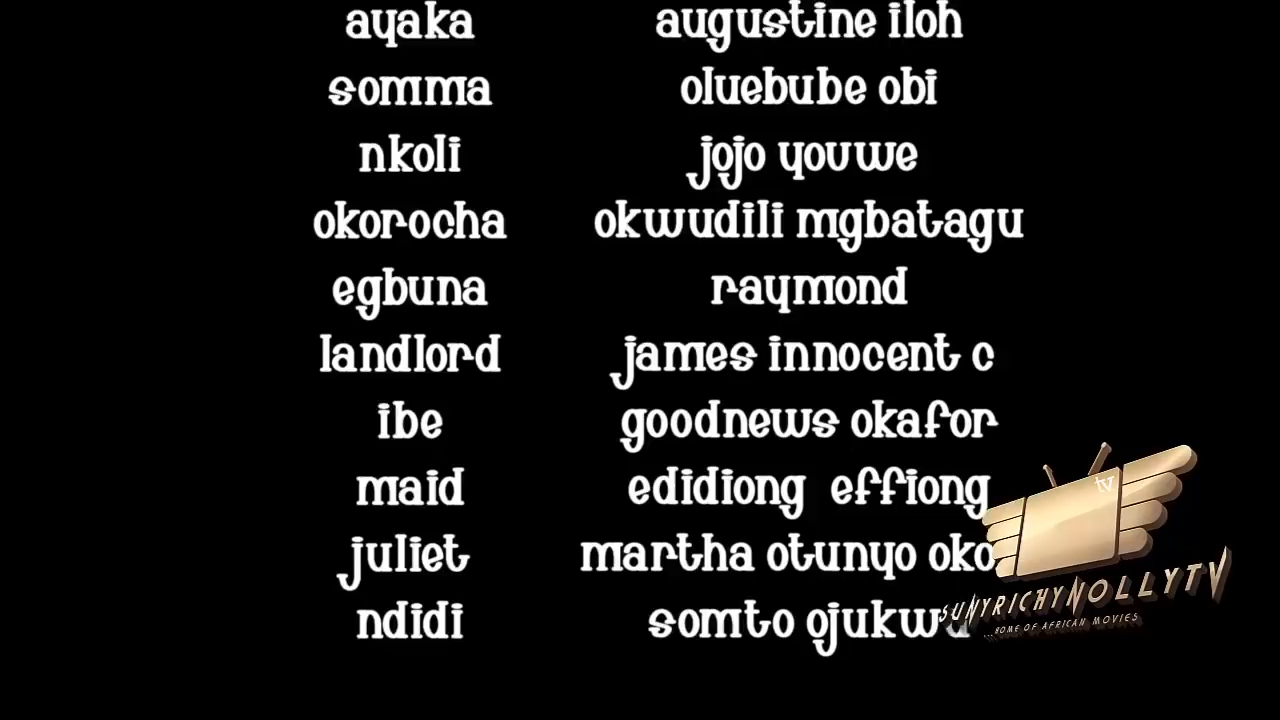 ayaka augustine iloh
somma oluebube obi
nkoli jojo youwe
okorocha okwudili mgbatagu
egbuna raymond
landlord james innocent c
ibe goodnews okafor
maid edidiong effiong
juliet martha otunyo
ndidi somto
tv
SUNYRICHYNOLLYTV